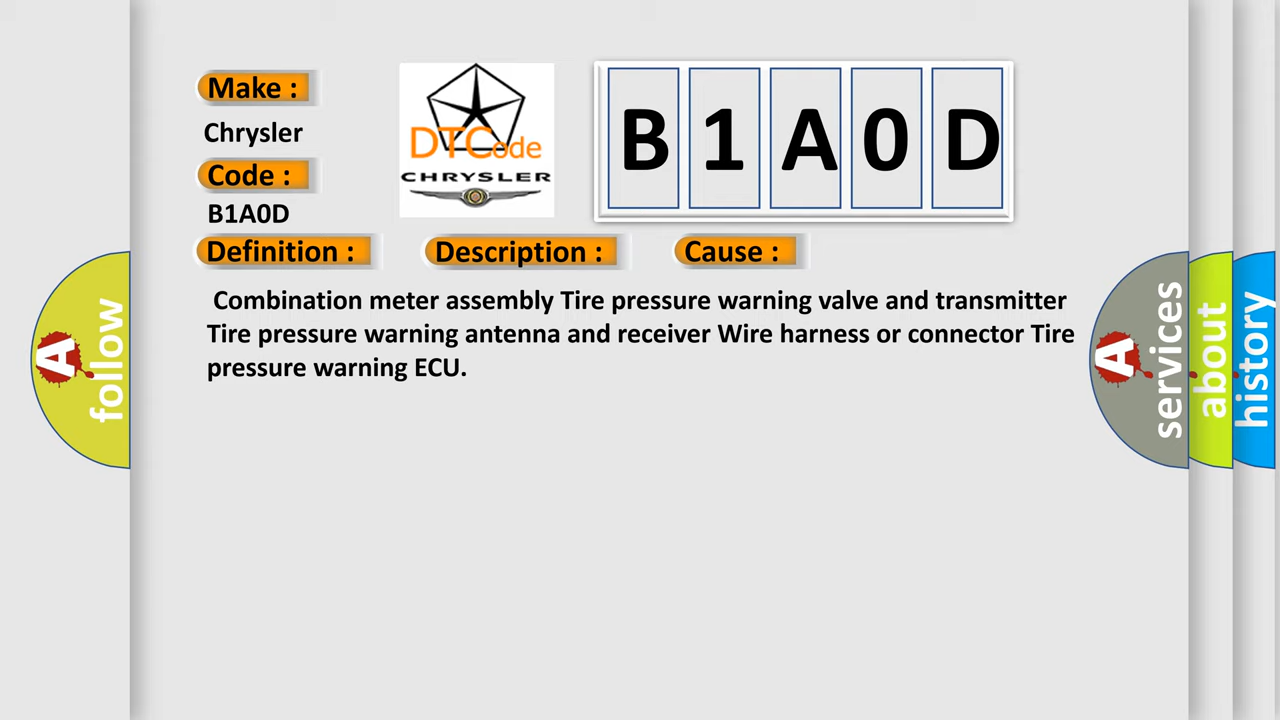 Make :
Chrysler
Code :
B1A0D
DTCode
CHRYSLER
B 1 A 0 D
Definition :
Description :
Cause :
Combination meter assembly Tire pressure warning valve and transmitter
Tire pressure warning antenna and receiver Wire harness or connector Tire
pressure warning ECU.
A follow
A services
about
history